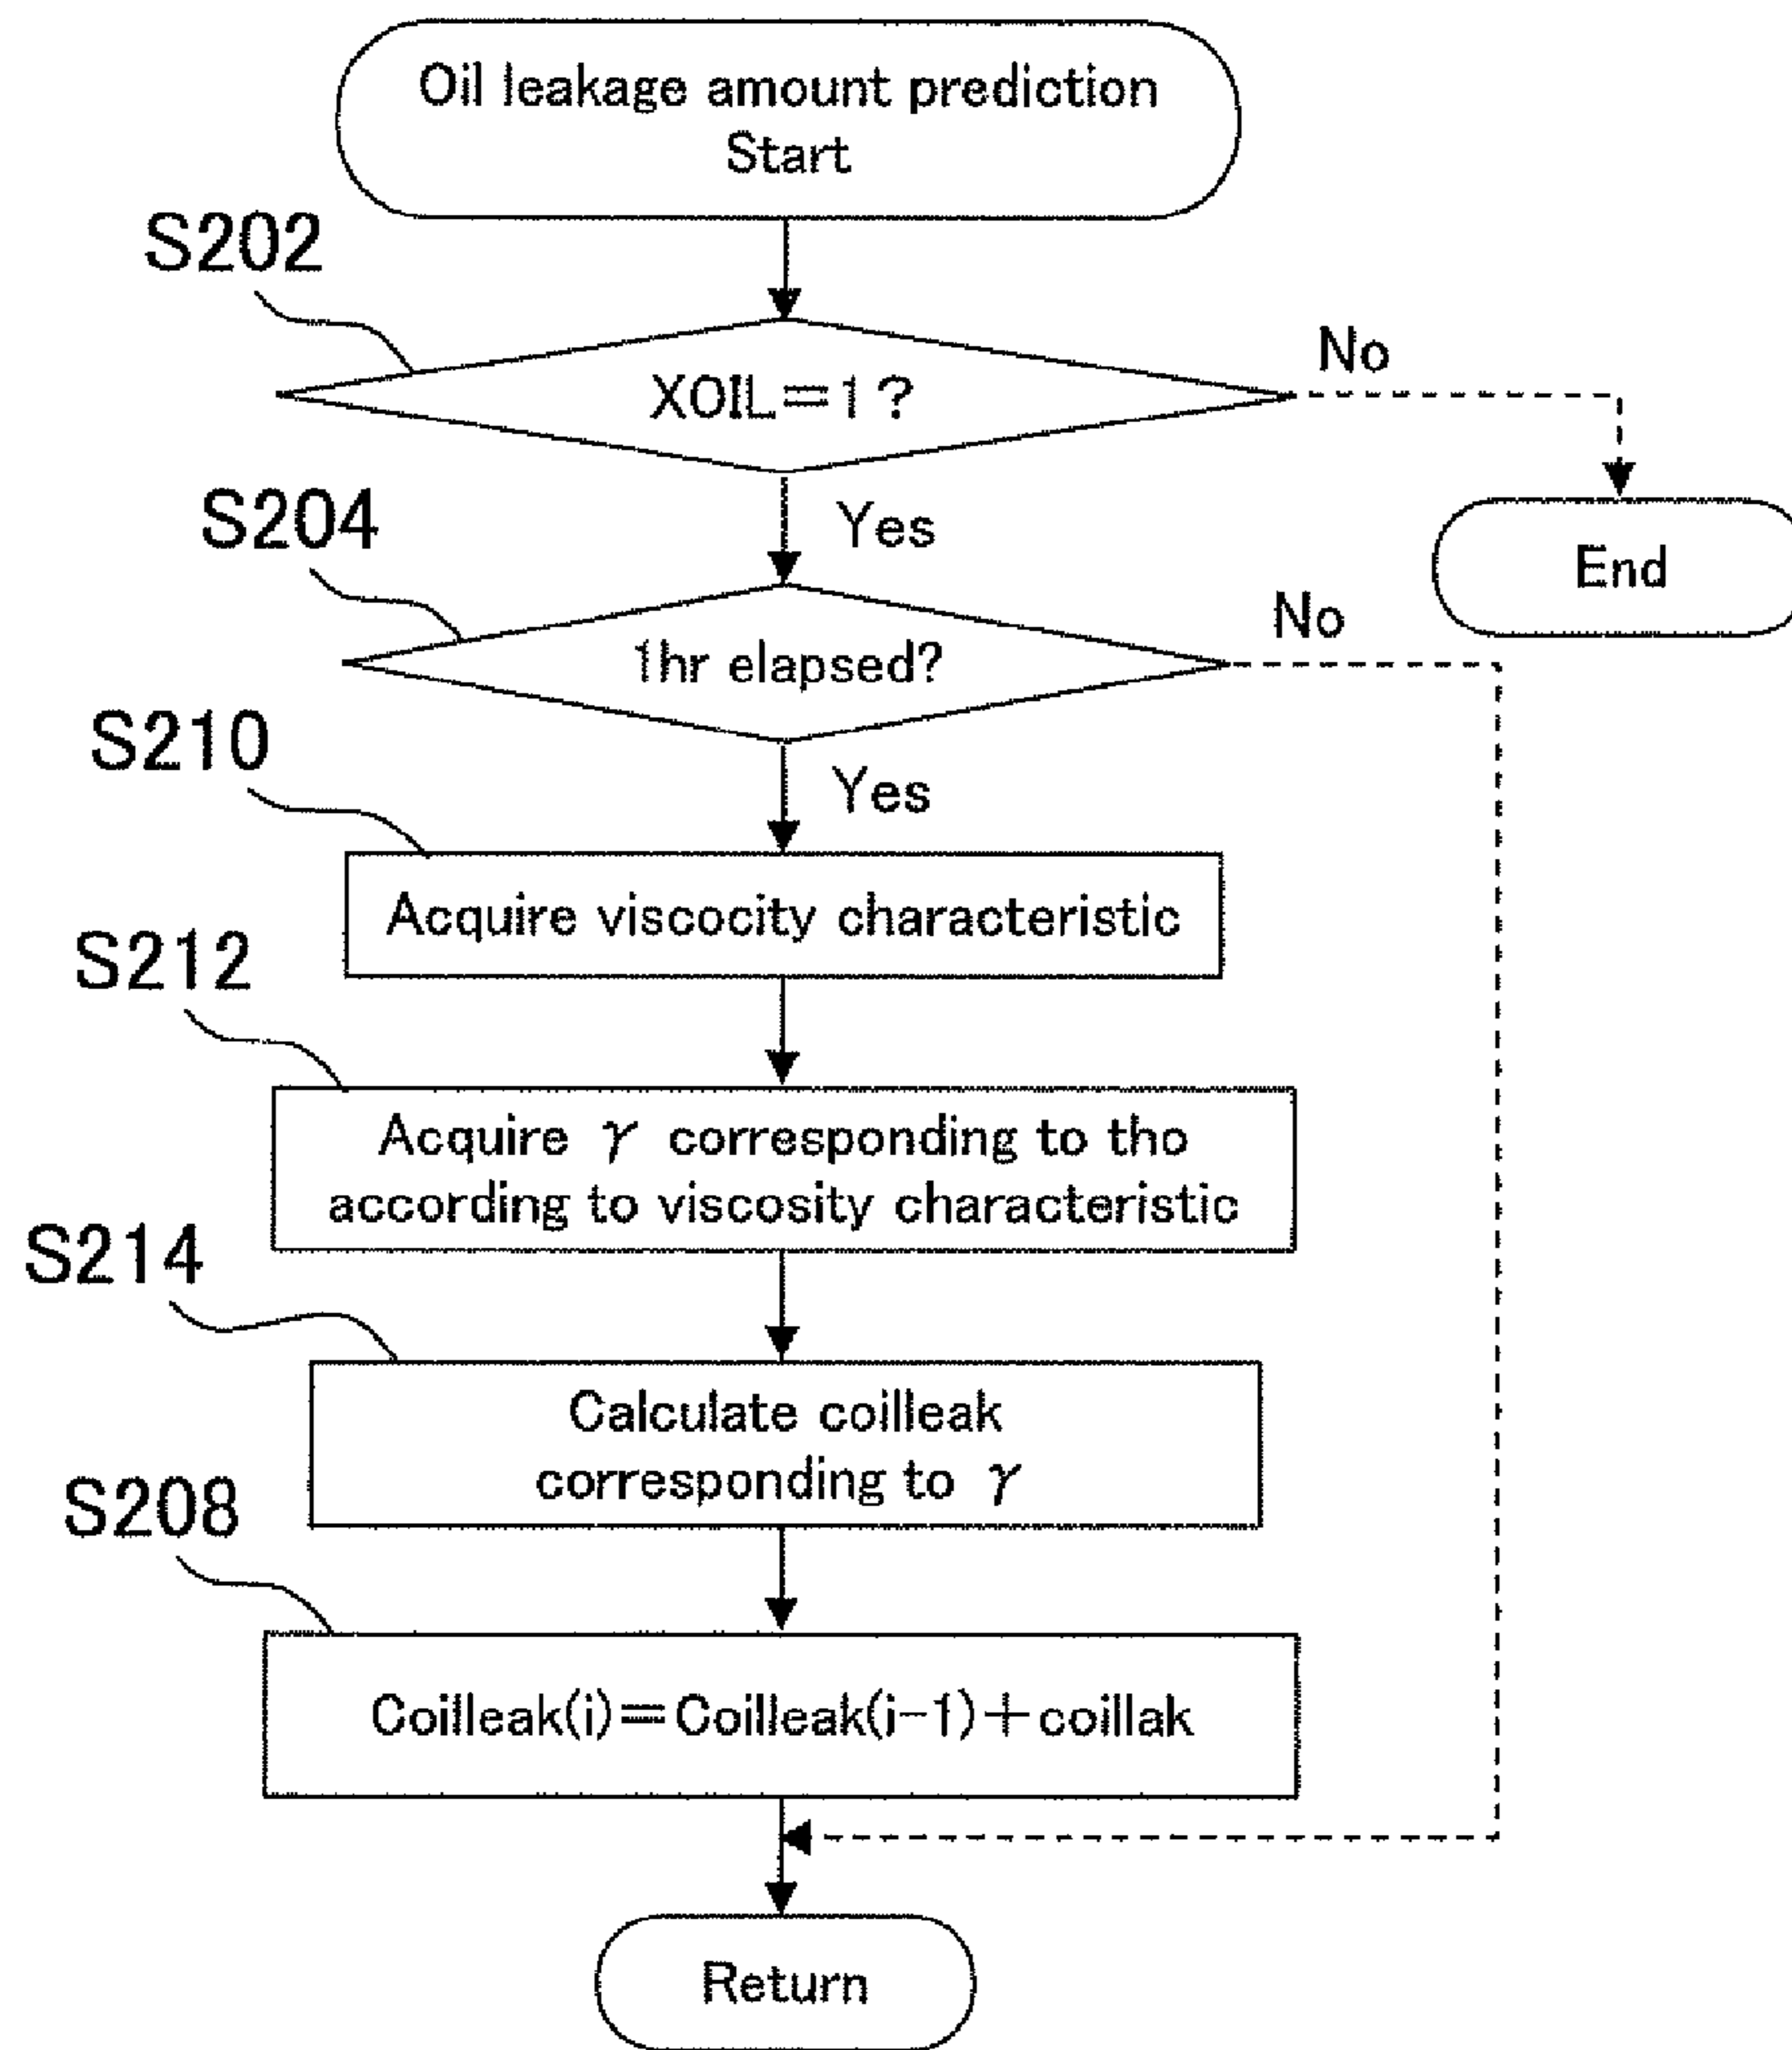 Oil leakage amount prediction
Start
S202
XOIL=1?
No
Yes
End
S204
1hr elapsed?
No
Yes
S210
Acquire viscocity characteristic
S212
Acquire γ corresponding to tho
according to viscosity characteristic
S214
Calculate coilleak
corresponding to γ
S208
Coilleak(i)=Coilleak(i-1)+coillak
Return